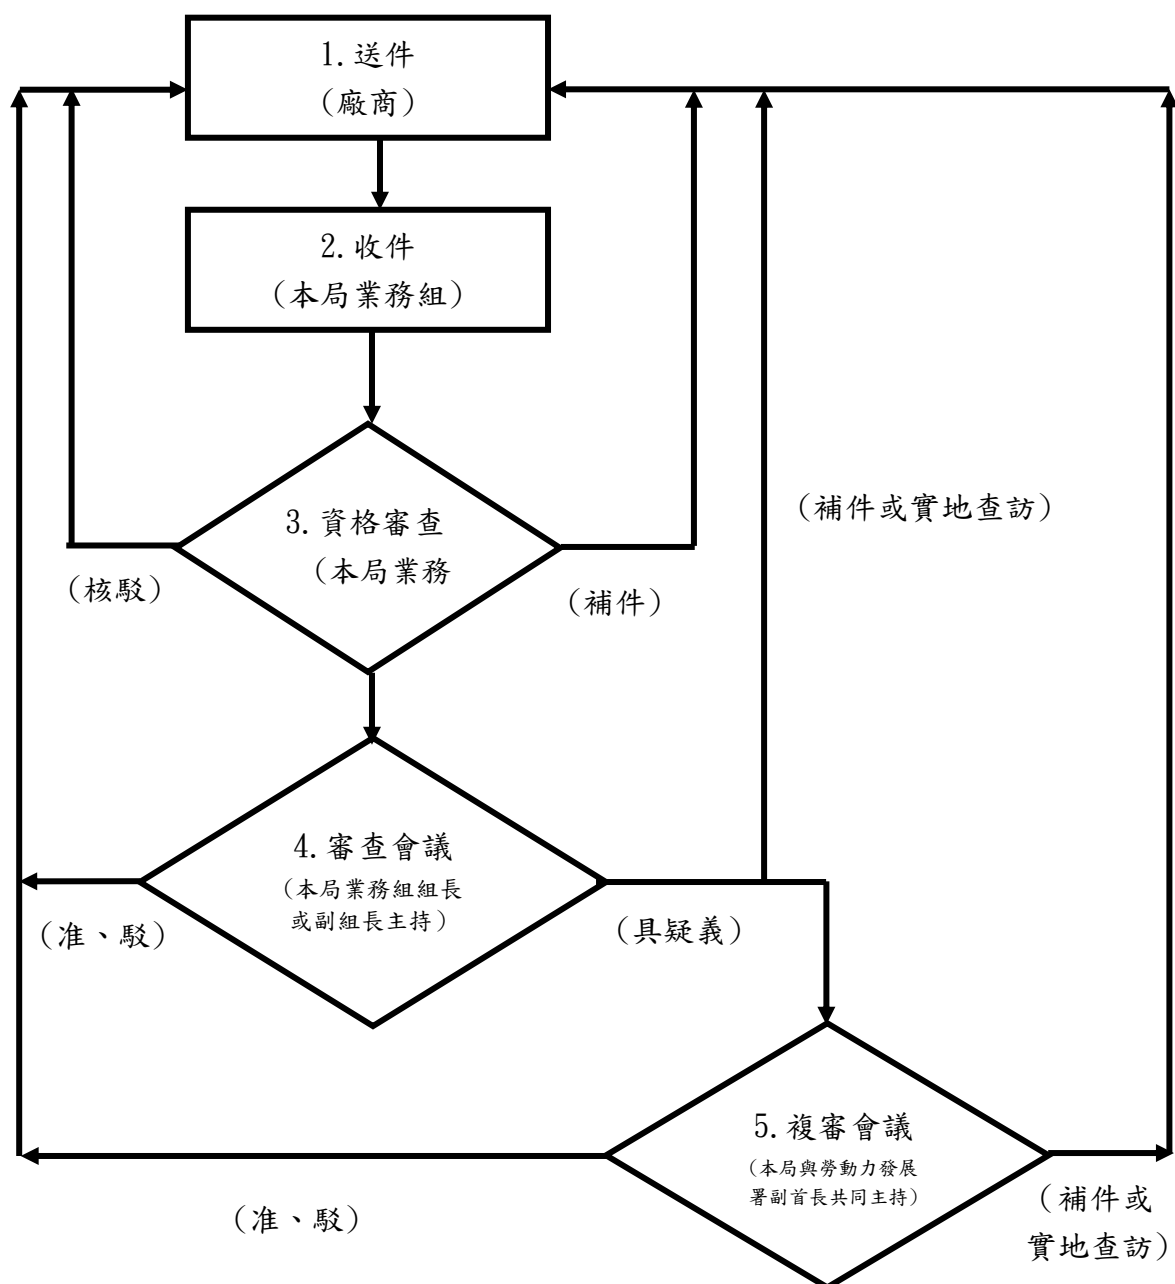 1.送件
(廠商)
2.收件
(本局業務組)
(補件或實地查訪)
3.資格審查
(本局業務
(核駁)
(補件)
4.審查會議
(本局業務組組長
或副組長主持)
(准、駁)
(具疑義)
5.複審會議
(本局與勞動力發展
署副首長共同主持)
(准、駁)
(補件或
實地查訪)